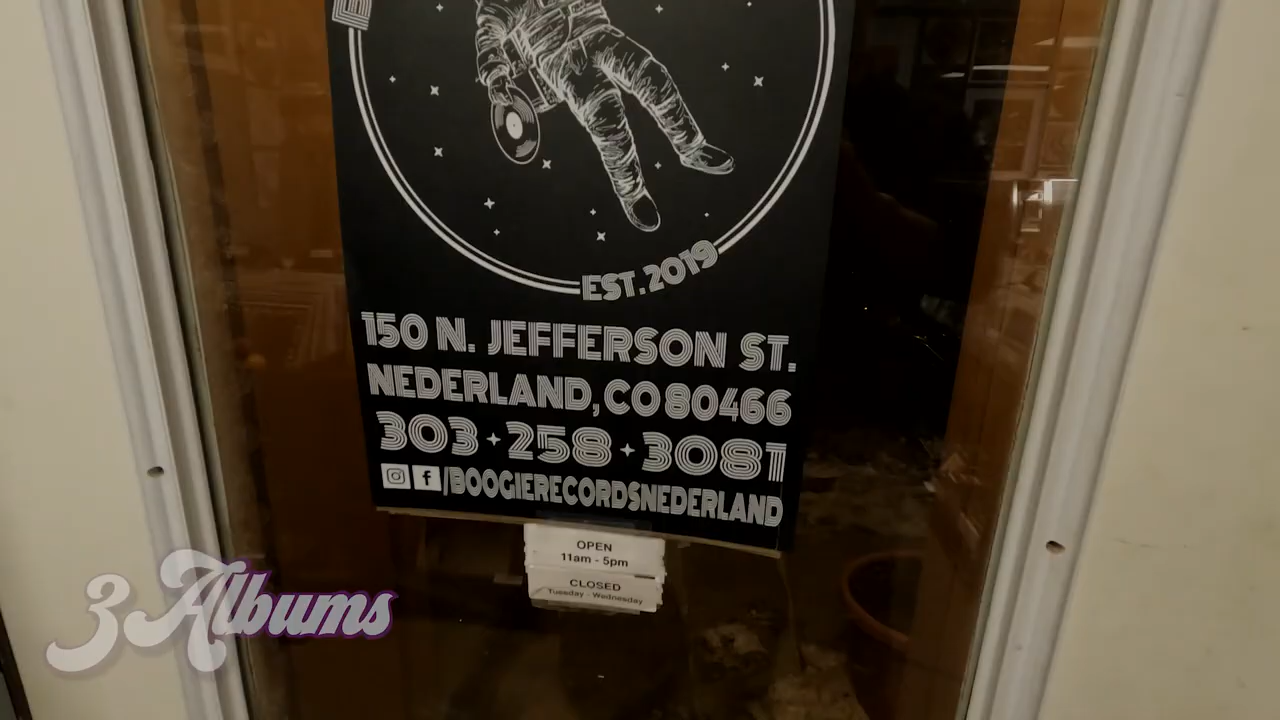 EST. 2019
150 N. JEFFERSON ST.
NEDERLAND, CO 80466
303 + 258 + 3081
/BOOGIERECORDSNEDERLAND
OPEN
11am - 5pm
CLOSED
Tuesday - Wednesday
3 Albums